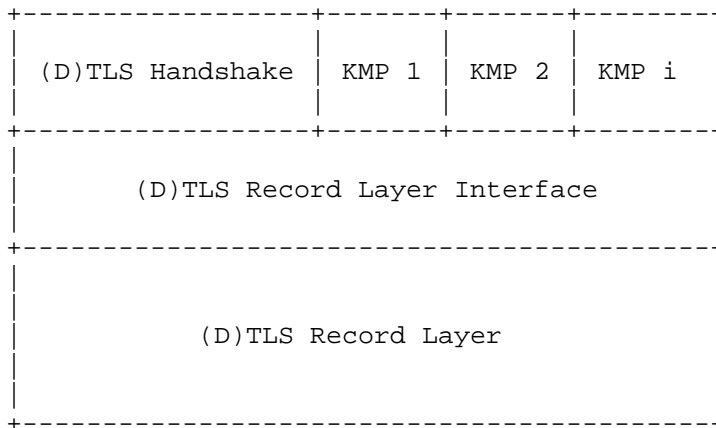 (D)TLS Handshake KMP 1 KMP 2 KMP i
(D)TLS Record Layer Interface
(D)TLS Record Layer